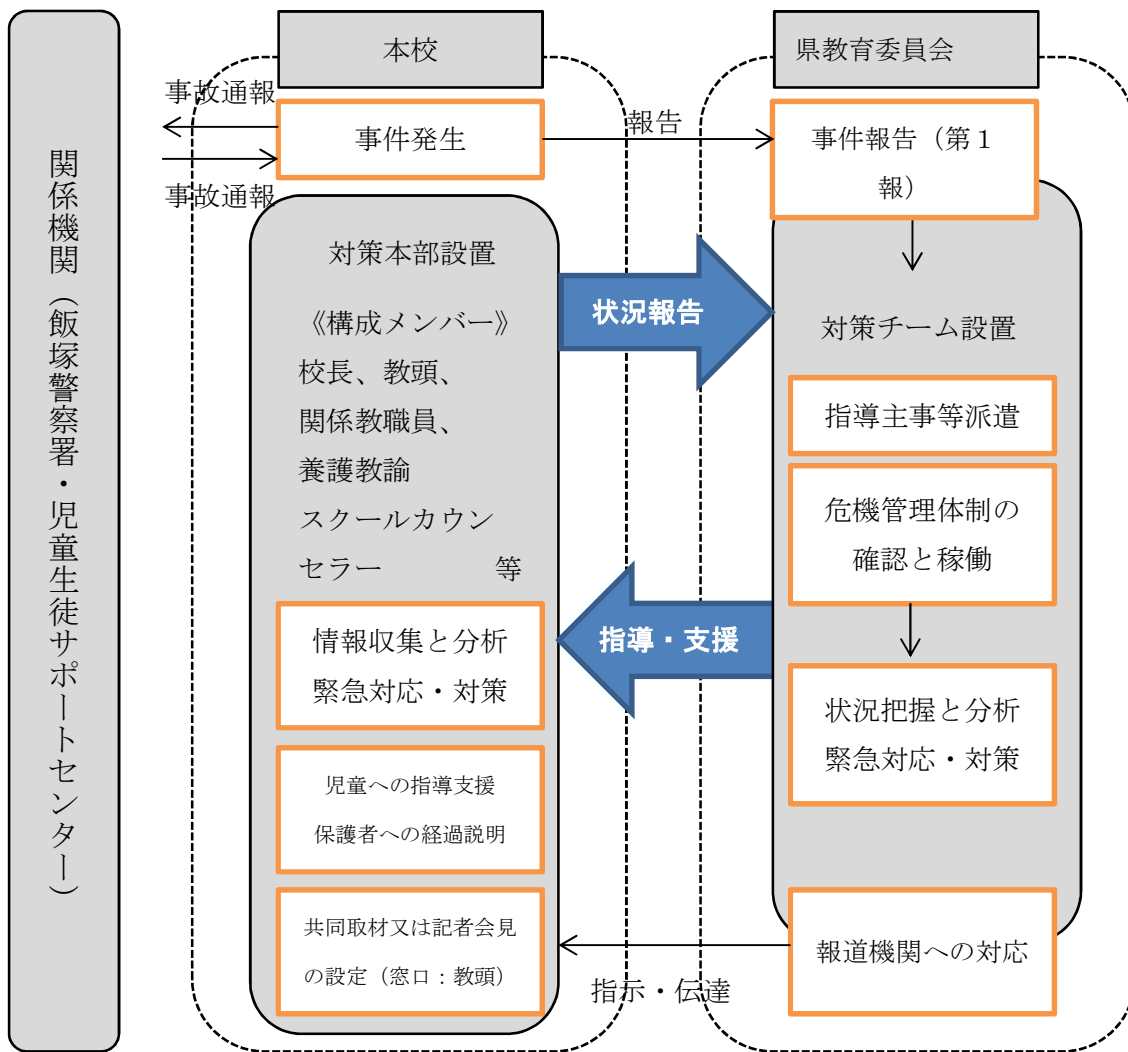 関係機関（飯塚警察署・児童生徒サポートセンター）
本校
県教育委員会
事故通報
事件発生
報告
事件報告（第１
報）
事故通報
対策本部設置
《構成メンバー》
校長、教頭、
関係教職員、
養護教諭
スクールカウン
セラー　　　　等
状況報告
対策チーム設置
指導主事等派遣
危機管理体制の
確認と稼働
指導・支援
情報収集と分析
緊急対応・対策
状況把握と分析
緊急対応・対策
児童への指導支援
保護者への経過説明
共同取材又は記者会見
の設定（窓口：教頭）
報道機関への対応
指示・伝達